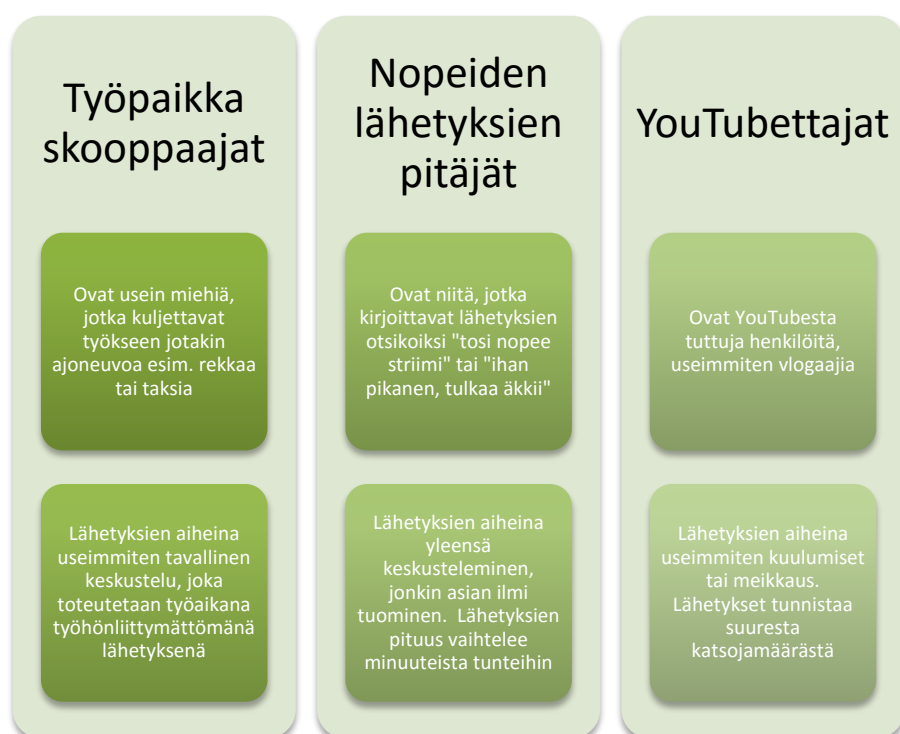 Työpaikka
skooppaajat
Ovat usein miehiä,
jotka kuljettavat
työkseen jotakin
ajoneuvoa esim. rekkaa
tai taksia
Lähetyksien aiheina
useimmiten tavallinen
keskustelu, joka
toteutetaan työaikana
työhönliittymättömänä
lähetyksenä
Nopeiden
lähetyksien
pitäjät
Ovat niitä, jotka
kirjoittavat lähetyksien
otsikoiksi "tosi nopee
striimi" tai "ihan
pikanen, tulkaa äkkii"
Lähetyksien aiheina
yleensä
keskusteleminen,
jonkin asian ilmi
tuominen. Lähetyksien
pituus vaihtelee
minuuteista tunteihin
YouTubettajat
Ovat YouTubesta
tuttuja henkilöitä,
useimmiten vlogaajia
Lähetyksien aiheina
useimmiten kuulumiset
tai meikkaus.
Lähetykset tunnistaa
suuresta
katsojamäärästä